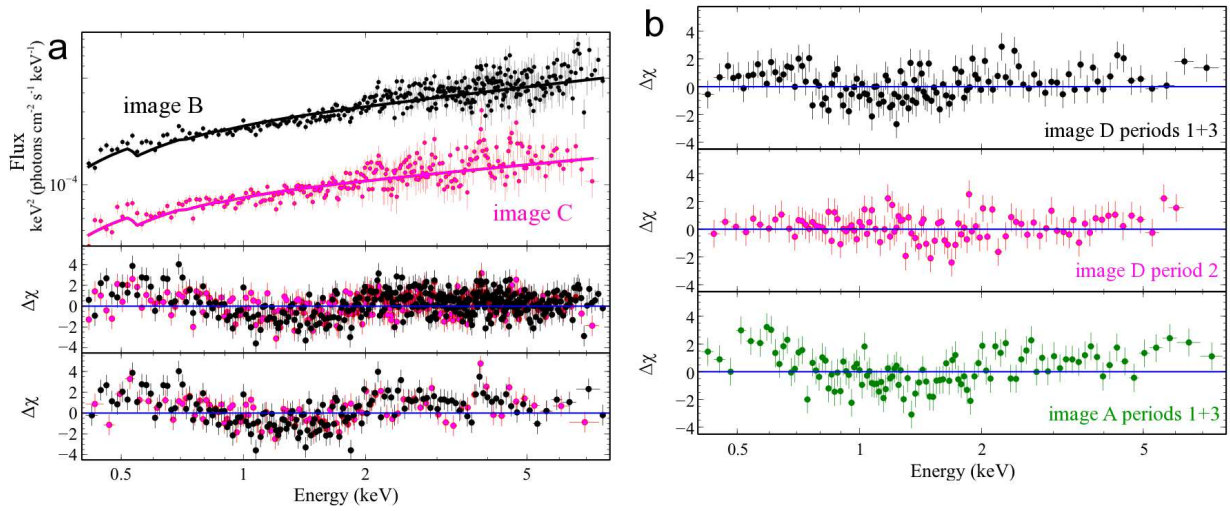 a
image B
image C
Flux
keV² (photons cm⁻² s⁻¹ keV⁻¹)
10⁻⁴
Δχ
4
2
0
−2
−4
Δχ
4
2
0
−2
−4
0.5 1 2 5
Energy (keV)
b
Δχ
4
2
0
−2
−4
image D periods 1+3
Δχ
4
2
0
−2
−4
image D period 2
Δχ
4
2
0
−2
−4
image A periods 1+3
0.5 1 2 5
Energy (keV)